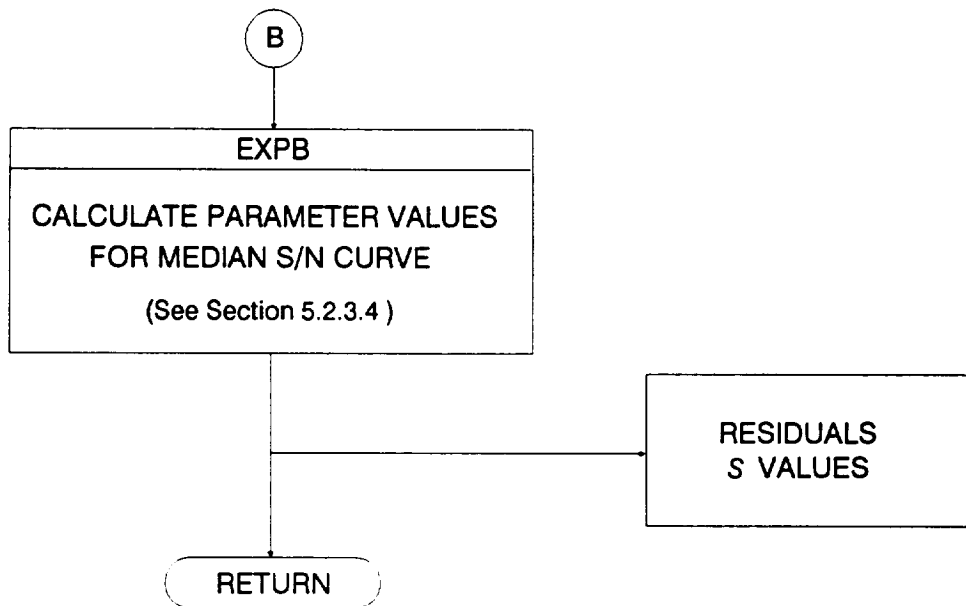 B
EXPB
CALCULATE PARAMETER VALUES
FOR MEDIAN S/N CURVE
(See Section 5.2.3.4 )
RESIDUALS
S VALUES
RETURN